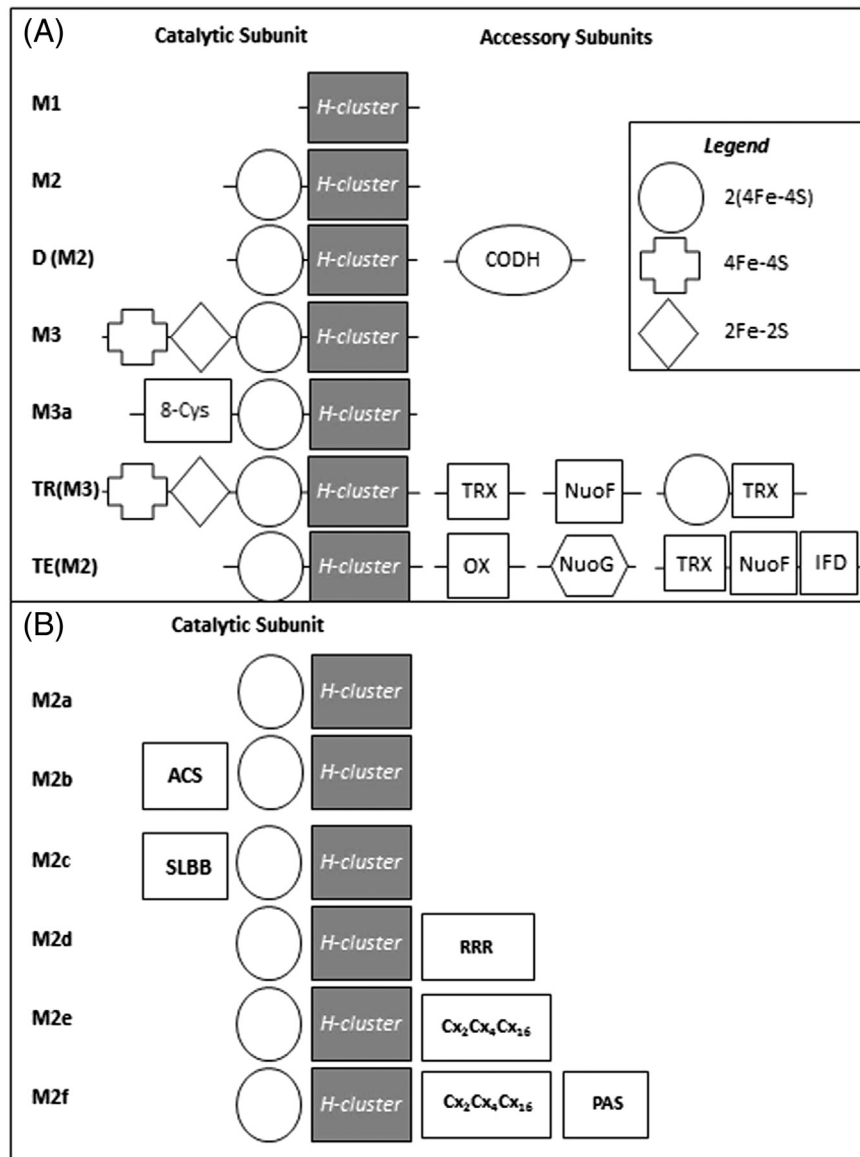 (A)
Catalytic Subunit Accessory Subunits
M1 H-cluster
Legend
2(4Fe-4S)
4Fe-4S
2Fe-2S
M2 H-cluster
D (M2) H-cluster CODH
M3 H-cluster
M3a 8-Cys H-cluster
TR(M3) H-cluster TRX NuoF TRX
TE(M2) H-cluster OX NuoG TRX NuoF IFD
(B)
Catalytic Subunit
M2a H-cluster
M2b ACS H-cluster
M2c SLBB H-cluster
M2d H-cluster RRR
M2e H-cluster Cx₂Cx₄Cx₁₆
M2f H-cluster Cx₂Cx₄Cx₁₆ PAS